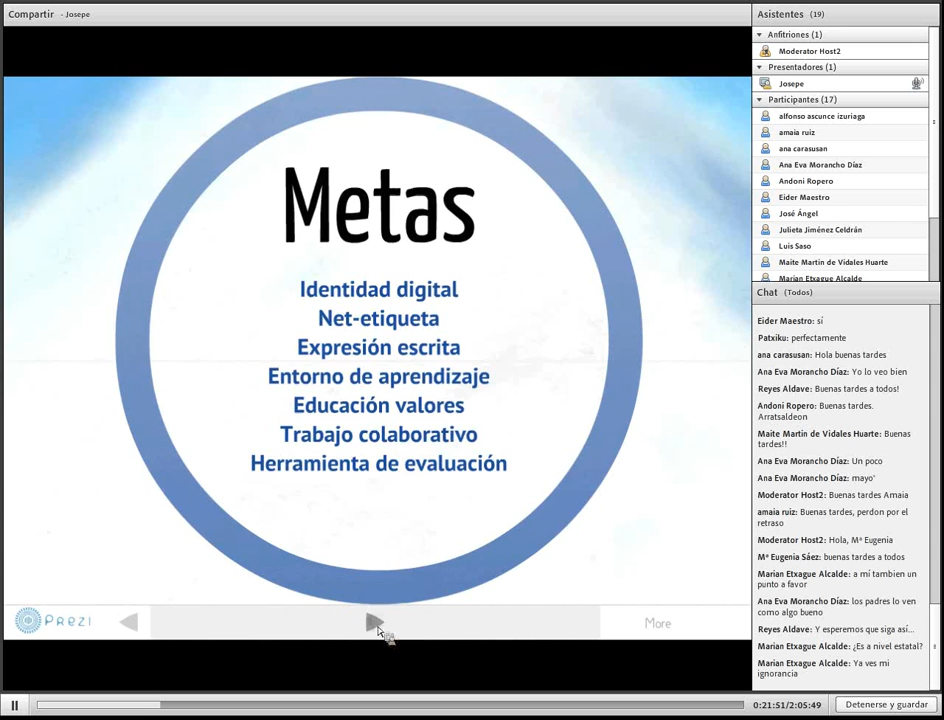 Compartir - Josepe
Metas
Identidad digital
Net-etiqueta
Expresión escrita
Entorno de aprendizaje
Educación valores
Trabajo colaborativo
Herramienta de evaluación
Prezi
More
Asistentes (19)
Anfitriones (1)
Moderator Host2
Presentadores (1)
Josepe
Participantes (17)
alfonso ascunce izuriaga
amaia ruiz
ana carasusan
Ana Eva Morancho Díaz
Andoni Ropero
Eider Maestro
José Ángel
Julieta Jiménez Celdrán
Luis Saso
Maite Martin de Vidales Huarte
Marian Etxague Alcalde
Chat (Todos)
Eider Maestro: sí
Patxiku: perfectamente
ana carasusan: Hola buenas tardes
Ana Eva Morancho Díaz: Yo lo veo bien
Reyes Aldave: Buenas tardes a todos!
Andoni Ropero: Buenas tardes.
Arratsaldeon
Maite Martin de Vidales Huarte: Buenas
tardes!!
Ana Eva Morancho Díaz: Un poco
Ana Eva Morancho Díaz: mayo'
Moderator Host2: Buenas tardes Amaia
amaia ruiz: Buenas tardes, perdon por el
retraso
Moderator Host2: Hola, Mª Eugenia
Mª Eugenia Sáez: buenas tardes a todos
Marian Etxague Alcalde: a mí tambien un
punto a favor
Ana Eva Morancho Díaz: los padres lo ven
como algo bueno
Reyes Aldave: Y esperemos que siga así...
Marian Etxague Alcalde: ¿Es a nivel estatal?
Marian Etxague Alcalde: Ya ves mi
ignorancia
0:21:51/2:05:49
Detenerse y guardar